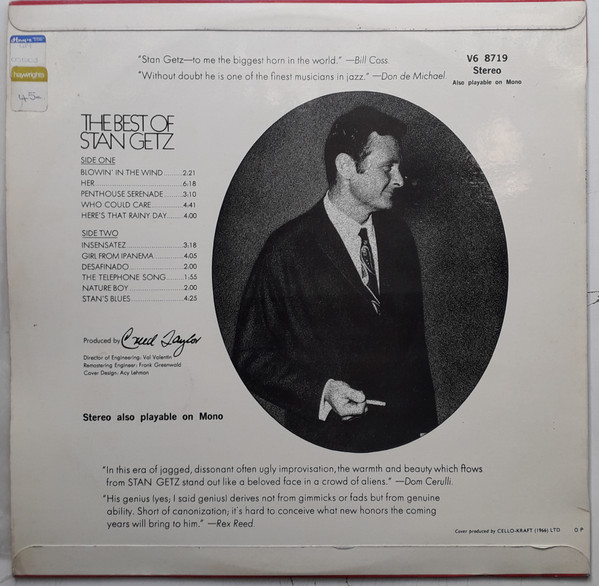 "Stan Getz—to me the biggest horn in the world." —Bill Coss.
"Without doubt he is one of the finest musicians in jazz." —Don de Michael.
V6 8719
Stereo
Also playable on Mono
haywrights
THE BEST OF
STAN GETZ
SIDE ONE
BLOWIN' IN THE WIND..........2·21
HER..........6·18
PENTHOUSE SERENADE..........3·10
WHO COULD CARE..........4·41
HERE'S THAT RAINY DAY..........4·00
SIDE TWO
INSENSATEZ..........3·18
GIRL FROM IPANEMA..........4·05
DESAFINADO..........2·00
THE TELEPHONE SONG..........1·55
NATURE BOY..........2·00
STAN'S BLUES..........4·25
Produced by Creed Taylor
Director of Engineering: Val Valentin
Remastering Engineer: Frank Greenwald
Cover Design: Acy Lehman
Stereo also playable on Mono
"In this era of jagged, dissonant often ugly improvisation, the warmth and beauty which flows
from STAN GETZ stand out like a beloved face in a crowd of aliens." —Dom Cerulli.
"His genius (yes; I said genius) derives not from gimmicks or fads but from genuine
ability. Short of canonization; it's hard to conceive what new honors the coming
years will bring to him." —Rex Reed.
Cover produced by CELLO-KRAFT (1966) LTD D P